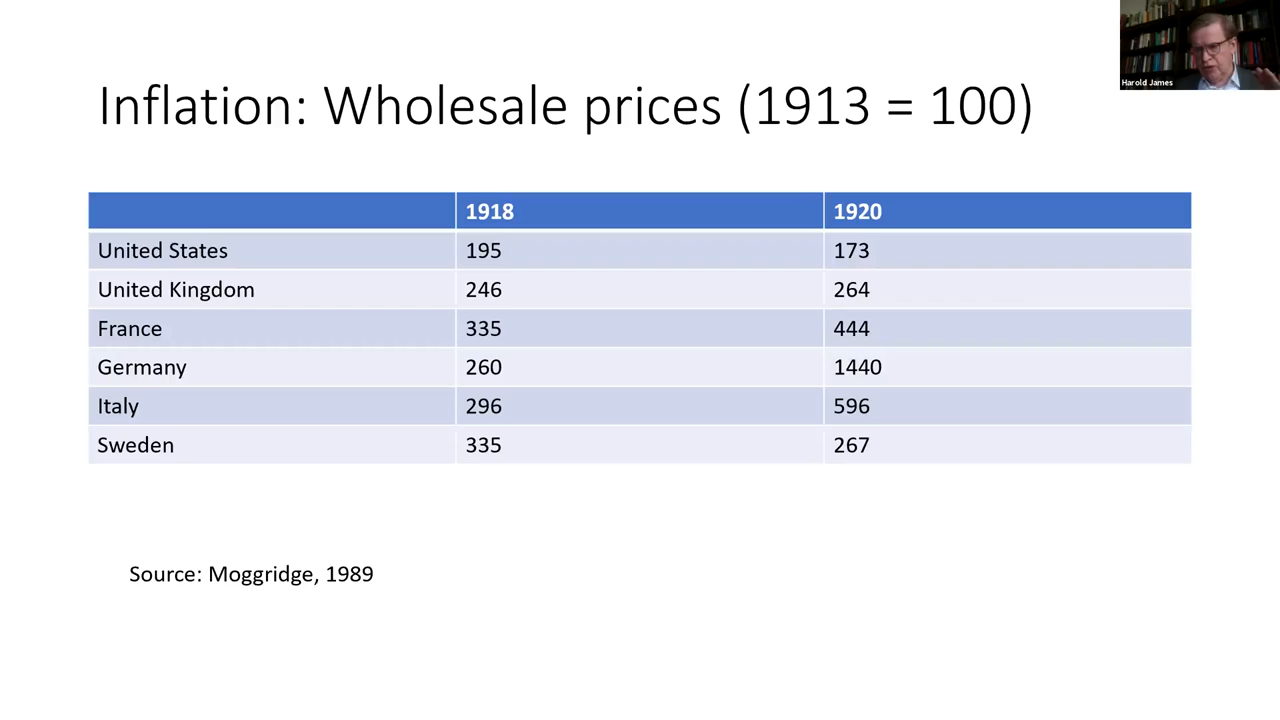 Harold James
Inflation: Wholesale prices (1913 = 100)
1918 1920
United States 195 173
United Kingdom 246 264
France 335 444
Germany 260 1440
Italy 296 596
Sweden 335 267
Source: Moggridge, 1989